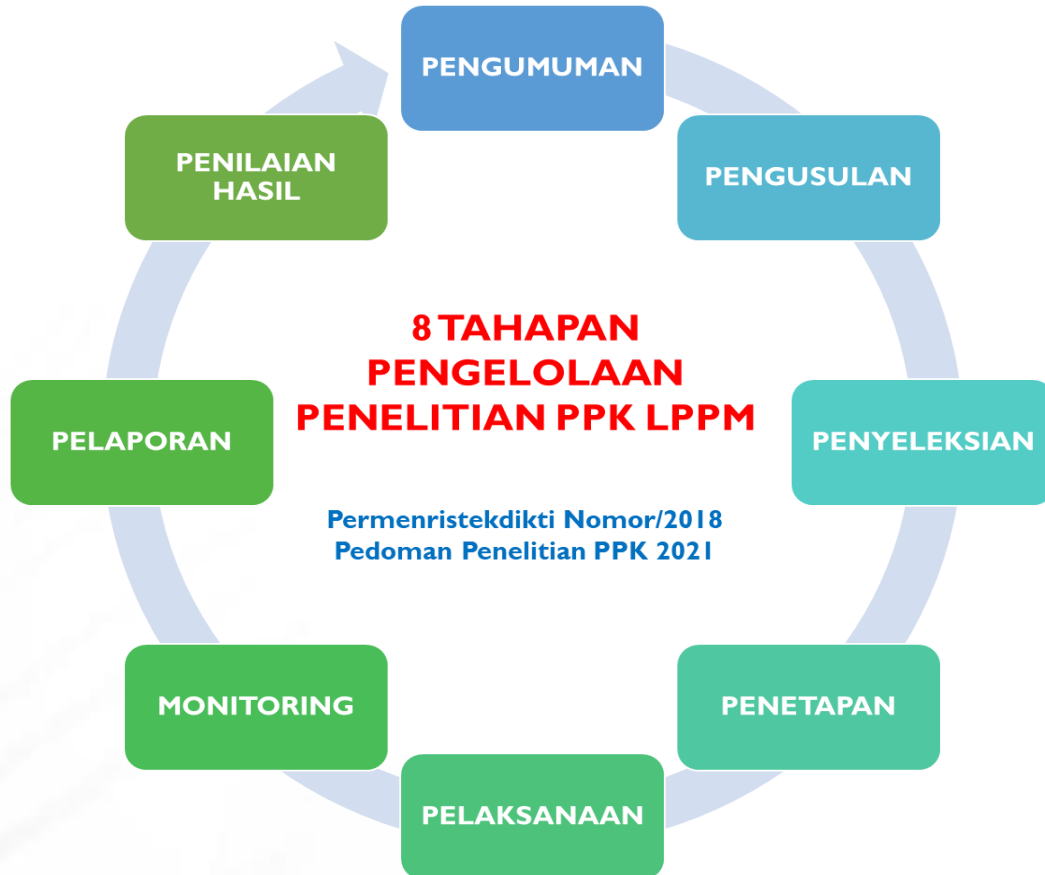 PENGUMUMAN
PENGUSULAN
PENYELEKSIAN
PENETAPAN
PELAKSANAAN
MONITORING
PELAPORAN
PENILAIAN
HASIL
8 TAHAPAN
PENGELOLAAN
PENELITIAN PPK LPPM
Permenristekdikti Nomor/2018
Pedoman Penelitian PPK 2021